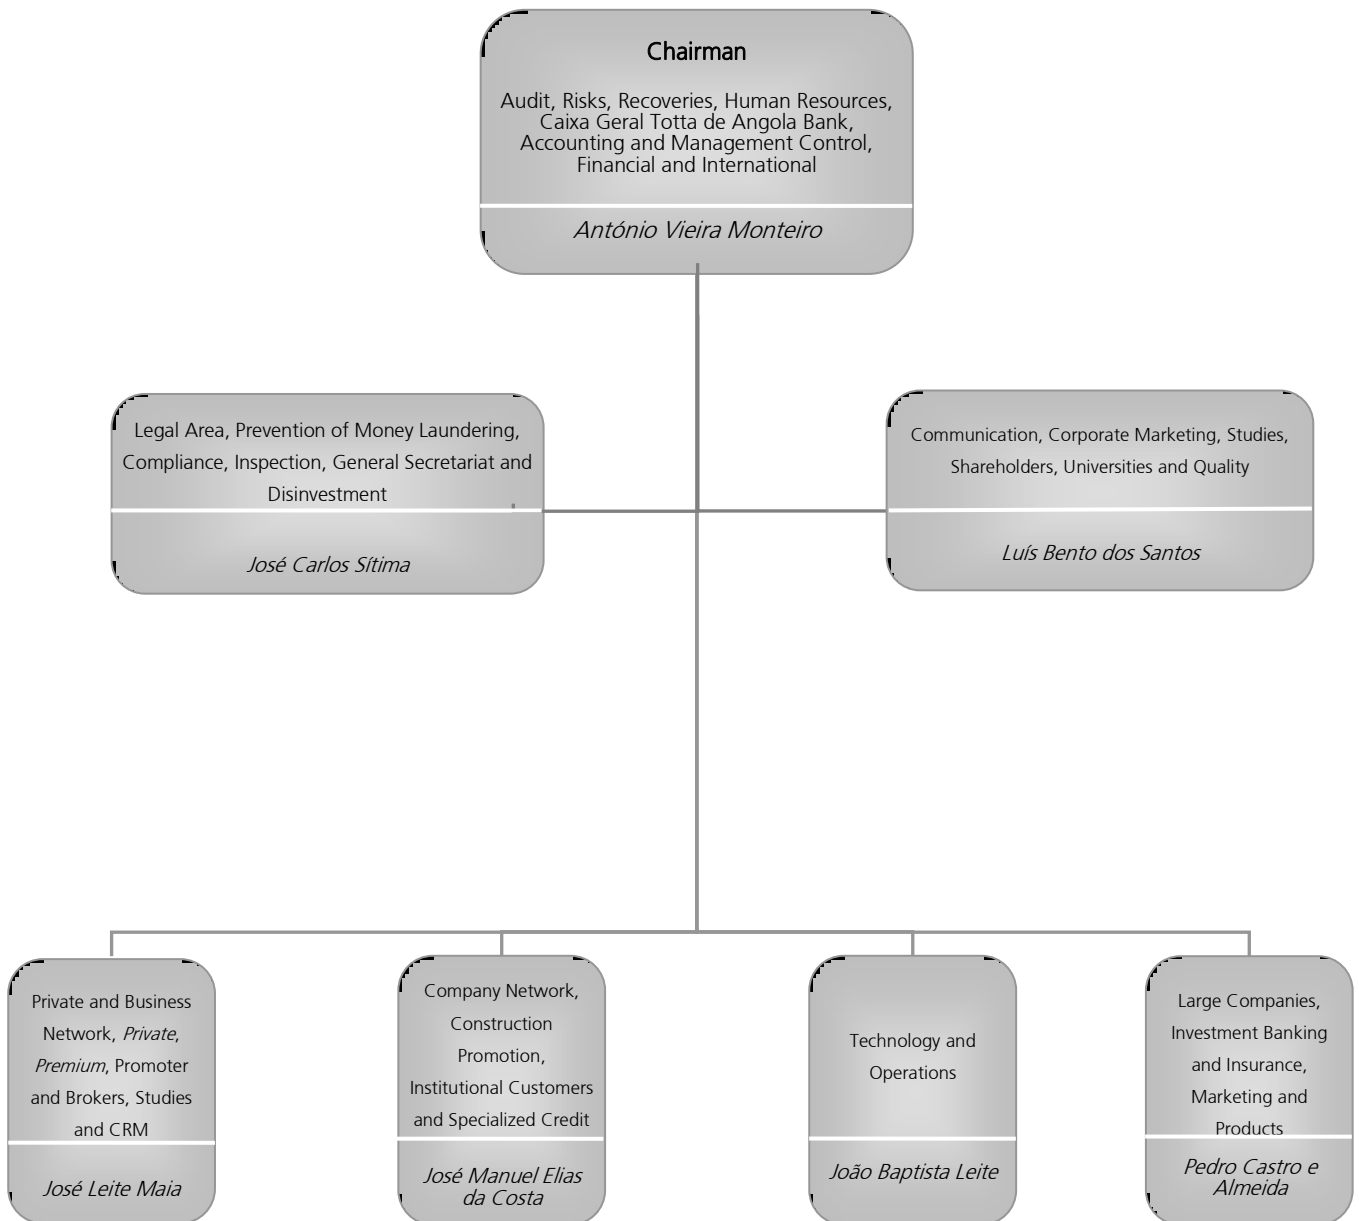 Chairman
Audit, Risks, Recoveries, Human Resources,
Caixa Geral Totta de Angola Bank,
Accounting and Management Control,
Financial and International
António Vieira Monteiro
Legal Area, Prevention of Money Laundering,
Compliance, Inspection, General Secretariat and
Disinvestment
José Carlos Sítima
Communication, Corporate Marketing, Studies,
Shareholders, Universities and Quality
Luís Bento dos Santos
Private and Business
Network, Private,
Premium, Promoter
and Brokers, Studies
and CRM
José Leite Maia
Company Network,
Construction
Promotion,
Institutional Customers
and Specialized Credit
José Manuel Elias
da Costa
Technology and
Operations
João Baptista Leite
Large Companies,
Investment Banking
and Insurance,
Marketing and
Products
Pedro Castro e
Almeida